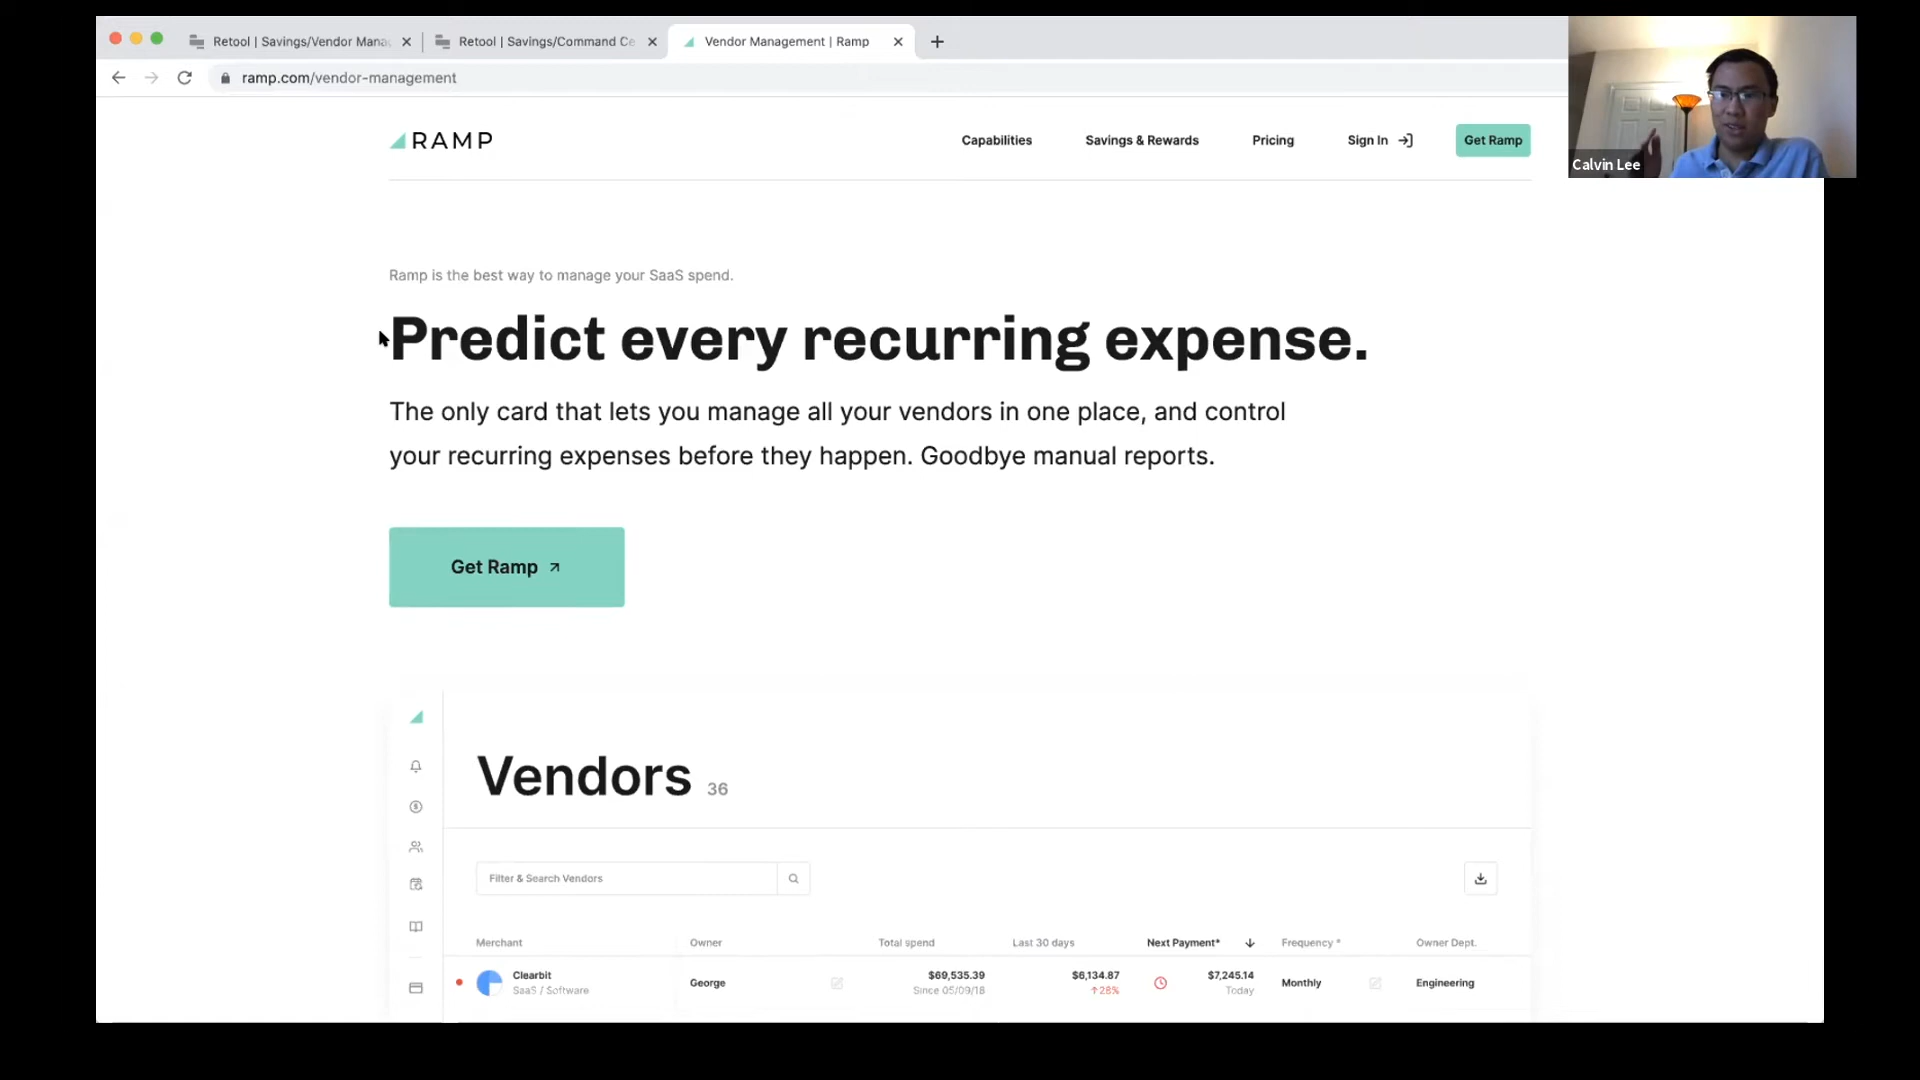 Retool | Savings/Vendor Mana
Retool | Savings/Command Ce
Vendor Management | Ramp
ramp.com/vendor-management
RAMP
Capabilities
Savings & Rewards
Pricing
Sign In
Get Ramp
Calvin Lee
Ramp is the best way to manage your SaaS spend.
Predict every recurring expense.
The only card that lets you manage all your vendors in one place, and control
your recurring expenses before they happen. Goodbye manual reports.
Get Ramp
Vendors 36
Filter & Search Vendors
Merchant Owner Total spend Last 30 days Next Payment* Frequency * Owner Dept.
Clearbit George $69,535.39 $6,134.87 $7,245.14 Monthly Engineering
SaaS / Software Since 05/09/18 ↑28% Today